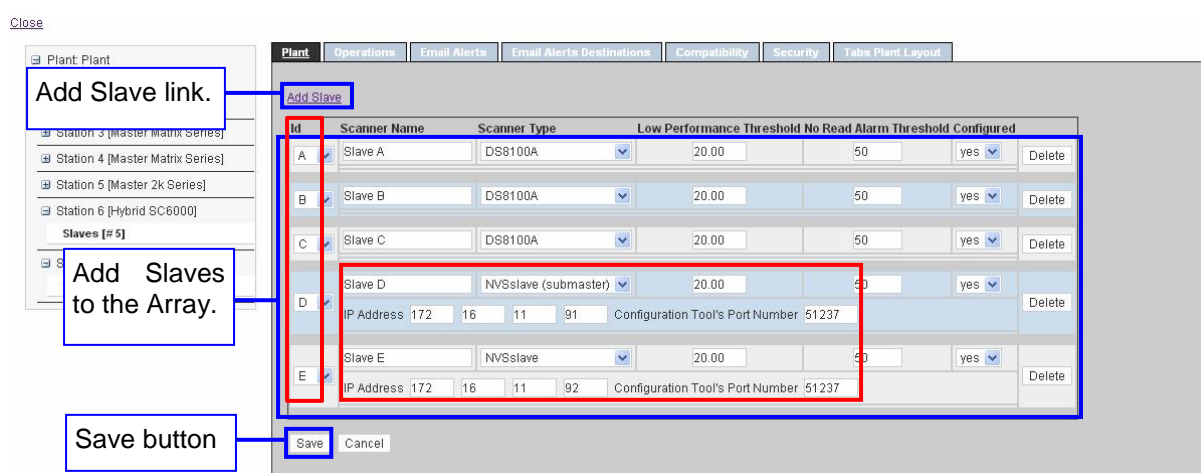 Close
Plant: Plant
Plant Operations Email Alerts Email Alerts Destinations Compatibility Security Tabs Plant Layout
Add Slave link.
Add Slave
Id Scanner Name Scanner Type Low Performance Threshold No Read Alarm Threshold Configured
Station 3 [Master Matrix Series]
A Slave A DS8100A 20.00 50 yes Delete
Station 4 [Master Matrix Series]
Station 5 [Master 2k Series]
B Slave B DS8100A 20.00 50 yes Delete
Station 6 [Hybrid SC6000]
Slaves [# 5]
C Slave C DS8100A 20.00 50 yes Delete
S
Add Slaves
to the Array.
Slave D NVSslave (submaster) 20.00 50 yes
D Delete
IP Address 172 16 11 91 Configuration Tool's Port Number 51237
Slave E NVSslave 20.00 50 yes
E Delete
IP Address 172 16 11 92 Configuration Tool's Port Number 51237
Save button
Save Cancel